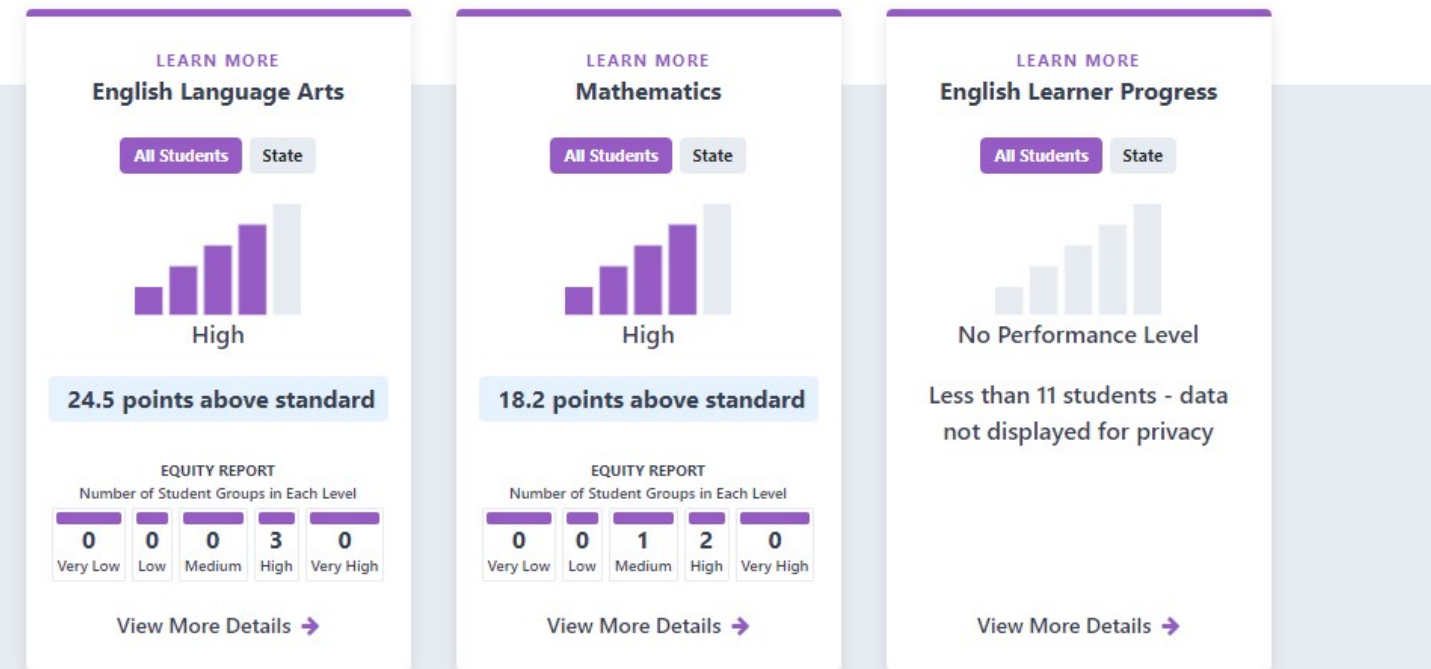 LEARN MORE
English Language Arts
All Students State
High
24.5 points above standard
EQUITY REPORT
Number of Student Groups in Each Level
0 0 0 3 0
Very Low Low Medium High Very High
View More Details
LEARN MORE
Mathematics
All Students State
High
18.2 points above standard
EQUITY REPORT
Number of Student Groups in Each Level
0 0 1 2 0
Very Low Low Medium High Very High
View More Details
LEARN MORE
English Learner Progress
All Students State
No Performance Level
Less than 11 students - data
not displayed for privacy
View More Details